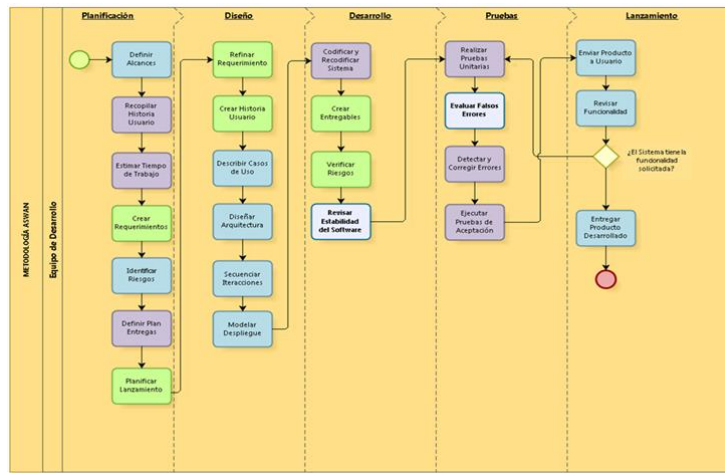 Planificación
Diseño
Desarrollo
Pruebas
Lanzamiento
METODOLOGÍA ASWAN
Equipo de Desarrollo
Definir
Alcances
Recopilar
Historia
Usuario
Estimar Tiempo
de Trabajo
Crear
Requerimientos
Identificar
Riesgos
Definir Plan
Entregas
Planificar
Lanzamiento
Refinar
Requerimiento
Crear Historia
Usuario
Describir Casos
de Uso
Diseñar
Arquitectura
Secuenciar
Iteracciones
Modelar
Despliegue
Codificar y
Recodificar
Sistema
Crear
Entregables
Verificar
Riesgos
Revisar
Estabilidad
del Software
Realizar
Pruebas
Unitarias
Evaluar Falsos
Errores
Detectar y
Corregir Errores
Ejecutar
Pruebas de
Aceptación
Enviar Producto
a Usuario
Revisar
Funcionalidad
¿El Sistema tiene la
funcionalidad
solicitada?
Entregar
Producto
Desarrollado